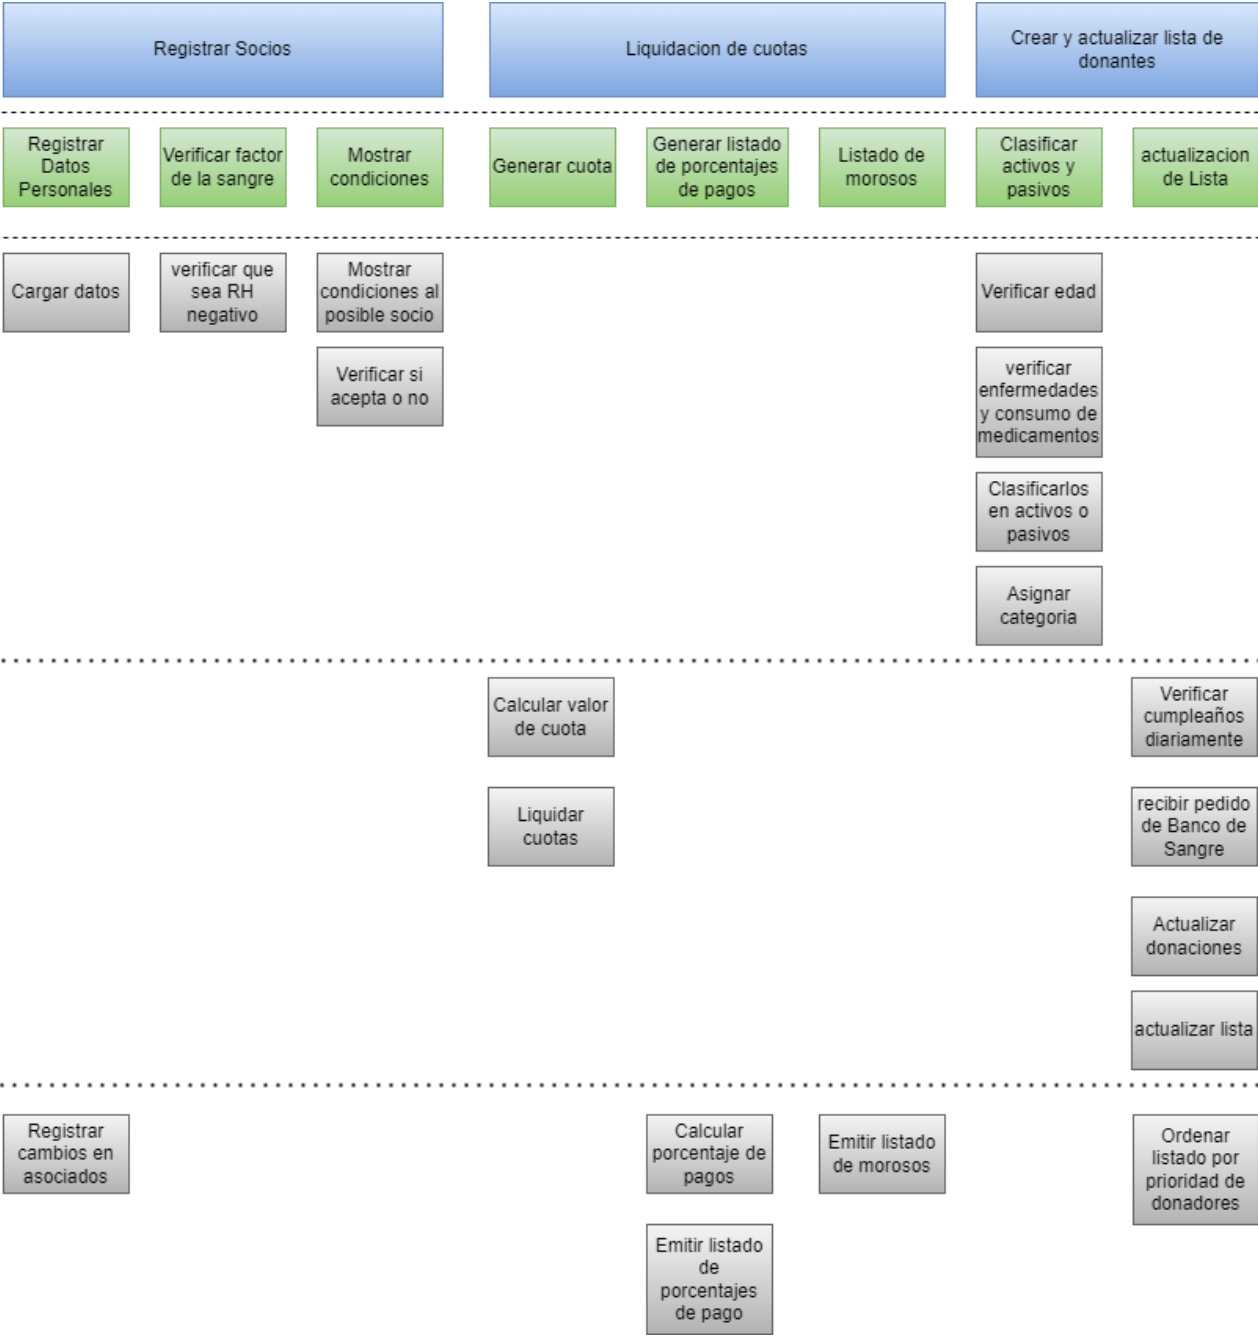 Registrar Socios
Liquidacion de cuotas
Crear y actualizar lista de
donantes
Registrar
Datos
Personales
Verificar factor
de la sangre
Mostrar
condiciones
Generar cuota
Generar listado
de porcentajes
de pagos
Listado de
morosos
Clasificar
activos y
pasivos
actualizacion
de Lista
Cargar datos
verificar que
sea RH
negativo
Mostrar
condiciones al
posible socio
Verificar edad
Verificar si
acepta o no
verificar
enfermedades
y consumo de
medicamentos
Clasificarlos
en activos o
pasivos
Asignar
categoria
Calcular valor
de cuota
Verificar
cumpleaños
diariamente
Liquidar
cuotas
recibir pedido
de Banco de
Sangre
Actualizar
donaciones
actualizar lista
Registrar
cambios en
asociados
Calcular
porcentaje de
pagos
Emitir listado
de morosos
Ordenar
listado por
prioridad de
donadores
Emitir listado
de
porcentajes
de pago